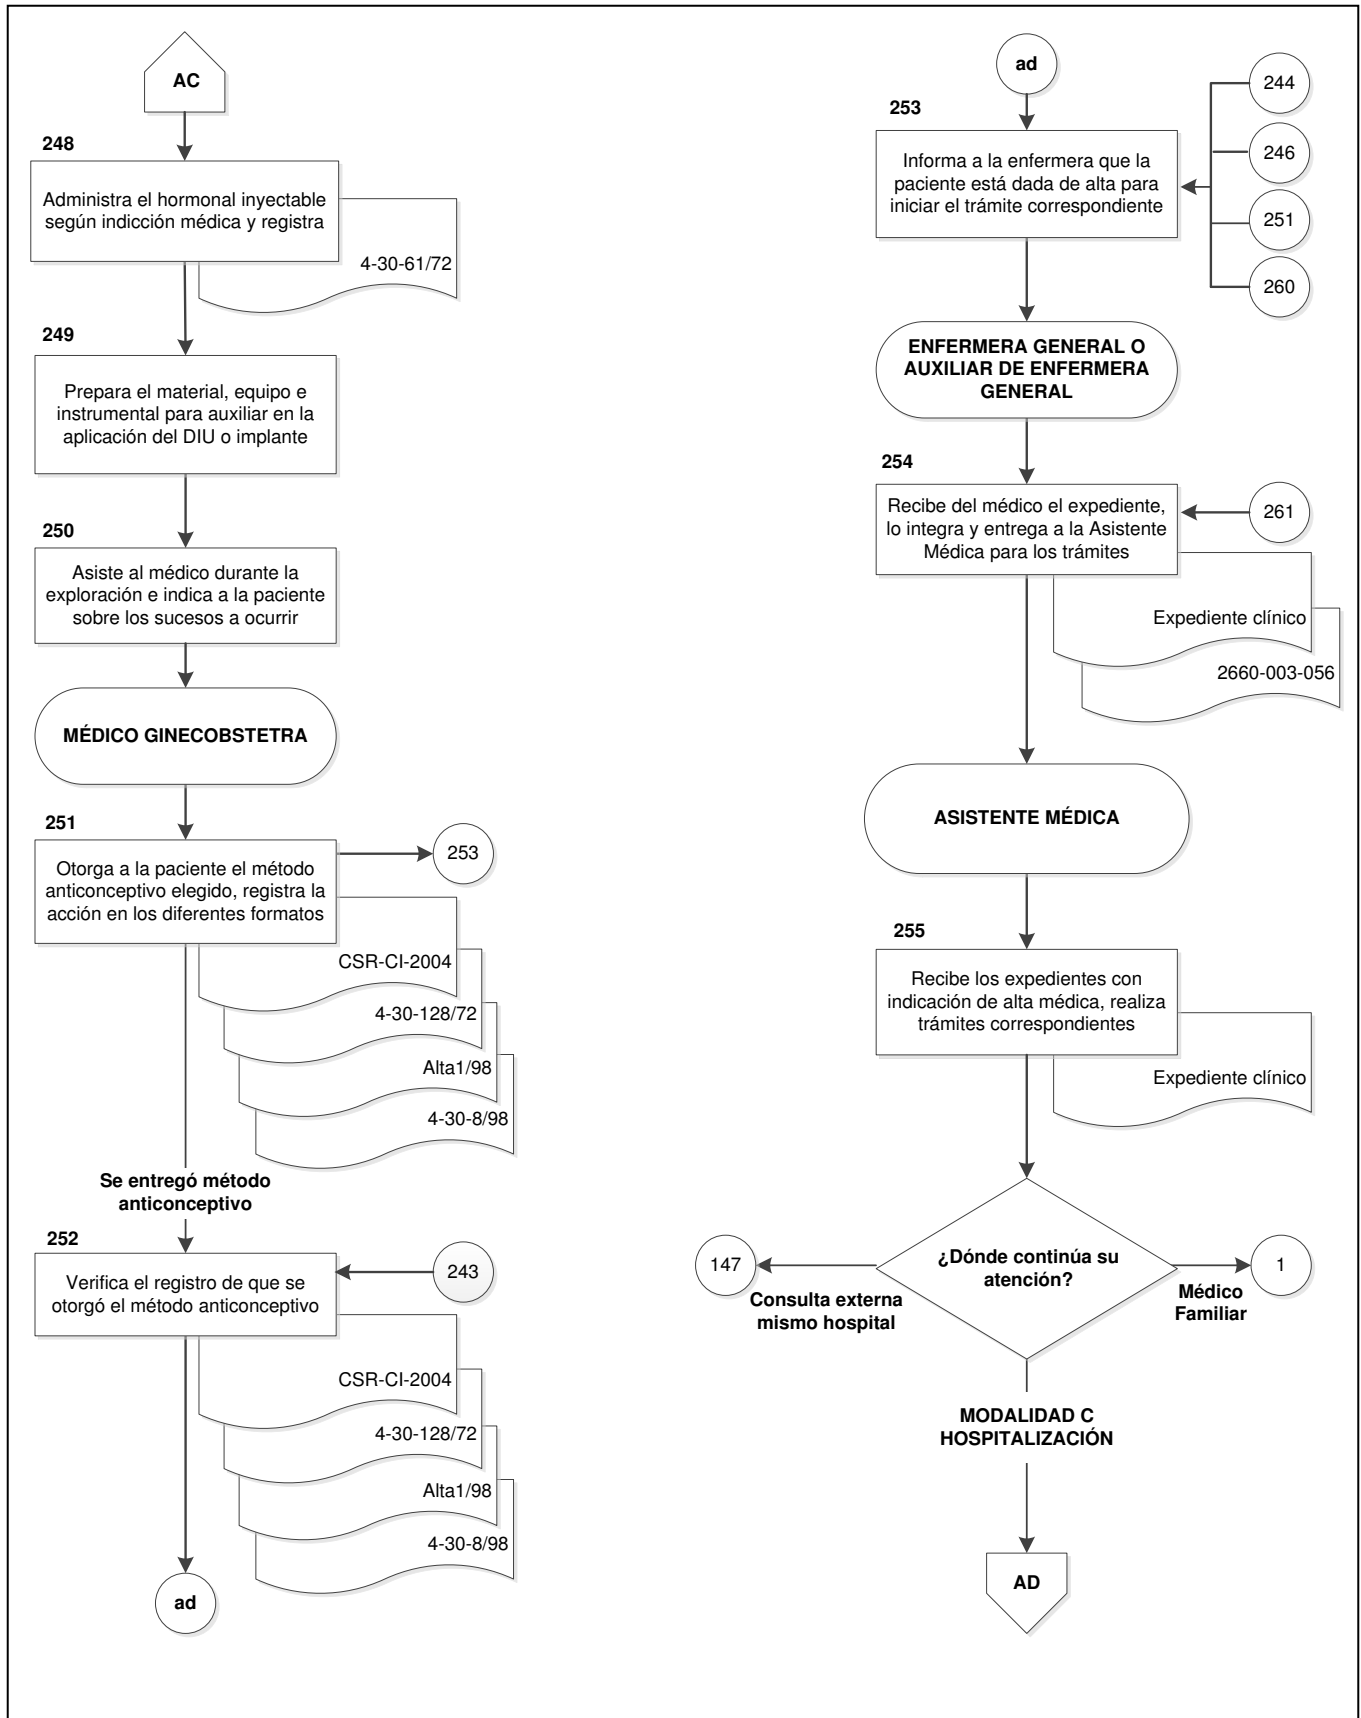 AC
248
Administra el hormonal inyectable
según indicción médica y registra
4-30-61/72
249
Prepara el material, equipo e
instrumental para auxiliar en la
aplicación del DIU o implante
250
Asiste al médico durante la
exploración e indica a la paciente
sobre los sucesos a ocurrir
MÉDICO GINECOBSTETRA
251
Otorga a la paciente el método
anticonceptivo elegido, registra la
acción en los diferentes formatos
253
CSR-CI-2004
4-30-128/72
Alta1/98
4-30-8/98
Se entregó método
anticonceptivo
252
Verifica el registro de que se
otorgó el método anticonceptivo
243
CSR-CI-2004
4-30-128/72
Alta1/98
4-30-8/98
ad
ad
253
Informa a la enfermera que la
paciente está dada de alta para
iniciar el trámite correspondiente
244
246
251
260
ENFERMERA GENERAL O
AUXILIAR DE ENFERMERA
GENERAL
254
Recibe del médico el expediente,
lo integra y entrega a la Asistente
Médica para los trámites
261
Expediente clínico
2660-003-056
ASISTENTE MÉDICA
255
Recibe los expedientes con
indicación de alta médica, realiza
trámites correspondientes
Expediente clínico
¿Dónde continúa su
atención?
147
Consulta externa
mismo hospital
1
Médico
Familiar
MODALIDAD C
HOSPITALIZACIÓN
AD